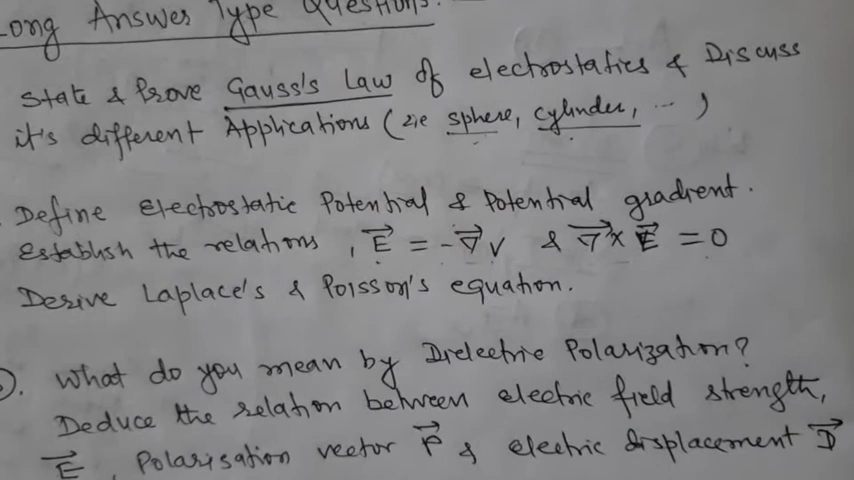 Long Answer Type Questions.
State & Prove Gauss's Law of electrostatics & Discuss
it's different Applications (i.e sphere, cylinder, ... )
Define Electrostatic Potential & Potential gradient.
Establish the relations, E⃗ = -∇⃗V & ∇⃗×E⃗ = 0
Derive Laplace's & Poisson's equation.
). What do you mean by Dielectric Polarization?
Deduce the relation between electric field strength,
E⃗, Polarisation vector P⃗ & electric displacement D⃗